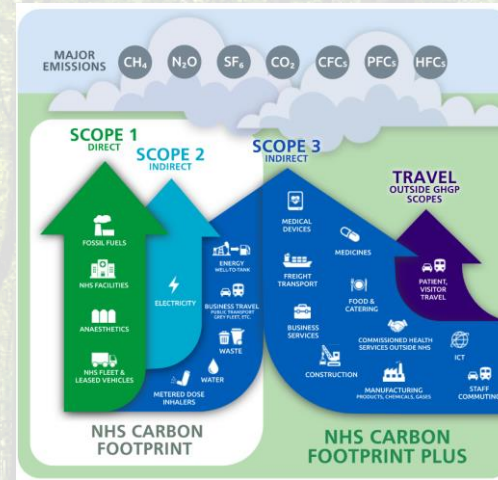 MAJOR
EMISSIONS
CH₄
N₂O
SF₆
CO₂
CFCs
PFCs
HFCs
SCOPE 1
DIRECT
FOSSIL FUELS
NHS FACILITIES
ANAESTHETICS
NHS FLEET &
LEASED VEHICLES
SCOPE 2
INDIRECT
ELECTRICITY
SCOPE 3
INDIRECT
ENERGY
WELL-TO-TANK
BUSINESS TRAVEL
PUBLIC TRANSPORT
GREY FLEET, ETC.
WASTE
WATER
METERED DOSE
INHALERS
MEDICAL
DEVICES
MEDICINES
FREIGHT
TRANSPORT
FOOD &
CATERING
BUSINESS
SERVICES
COMMISSIONED HEALTH
SERVICES OUTSIDE NHS
CONSTRUCTION
MANUFACTURING
PRODUCTS, CHEMICALS, GASES
ICT
STAFF
COMMUTING
TRAVEL
OUTSIDE GHGP
SCOPES
PATIENT,
VISITOR
TRAVEL
NHS CARBON
FOOTPRINT
NHS CARBON
FOOTPRINT PLUS